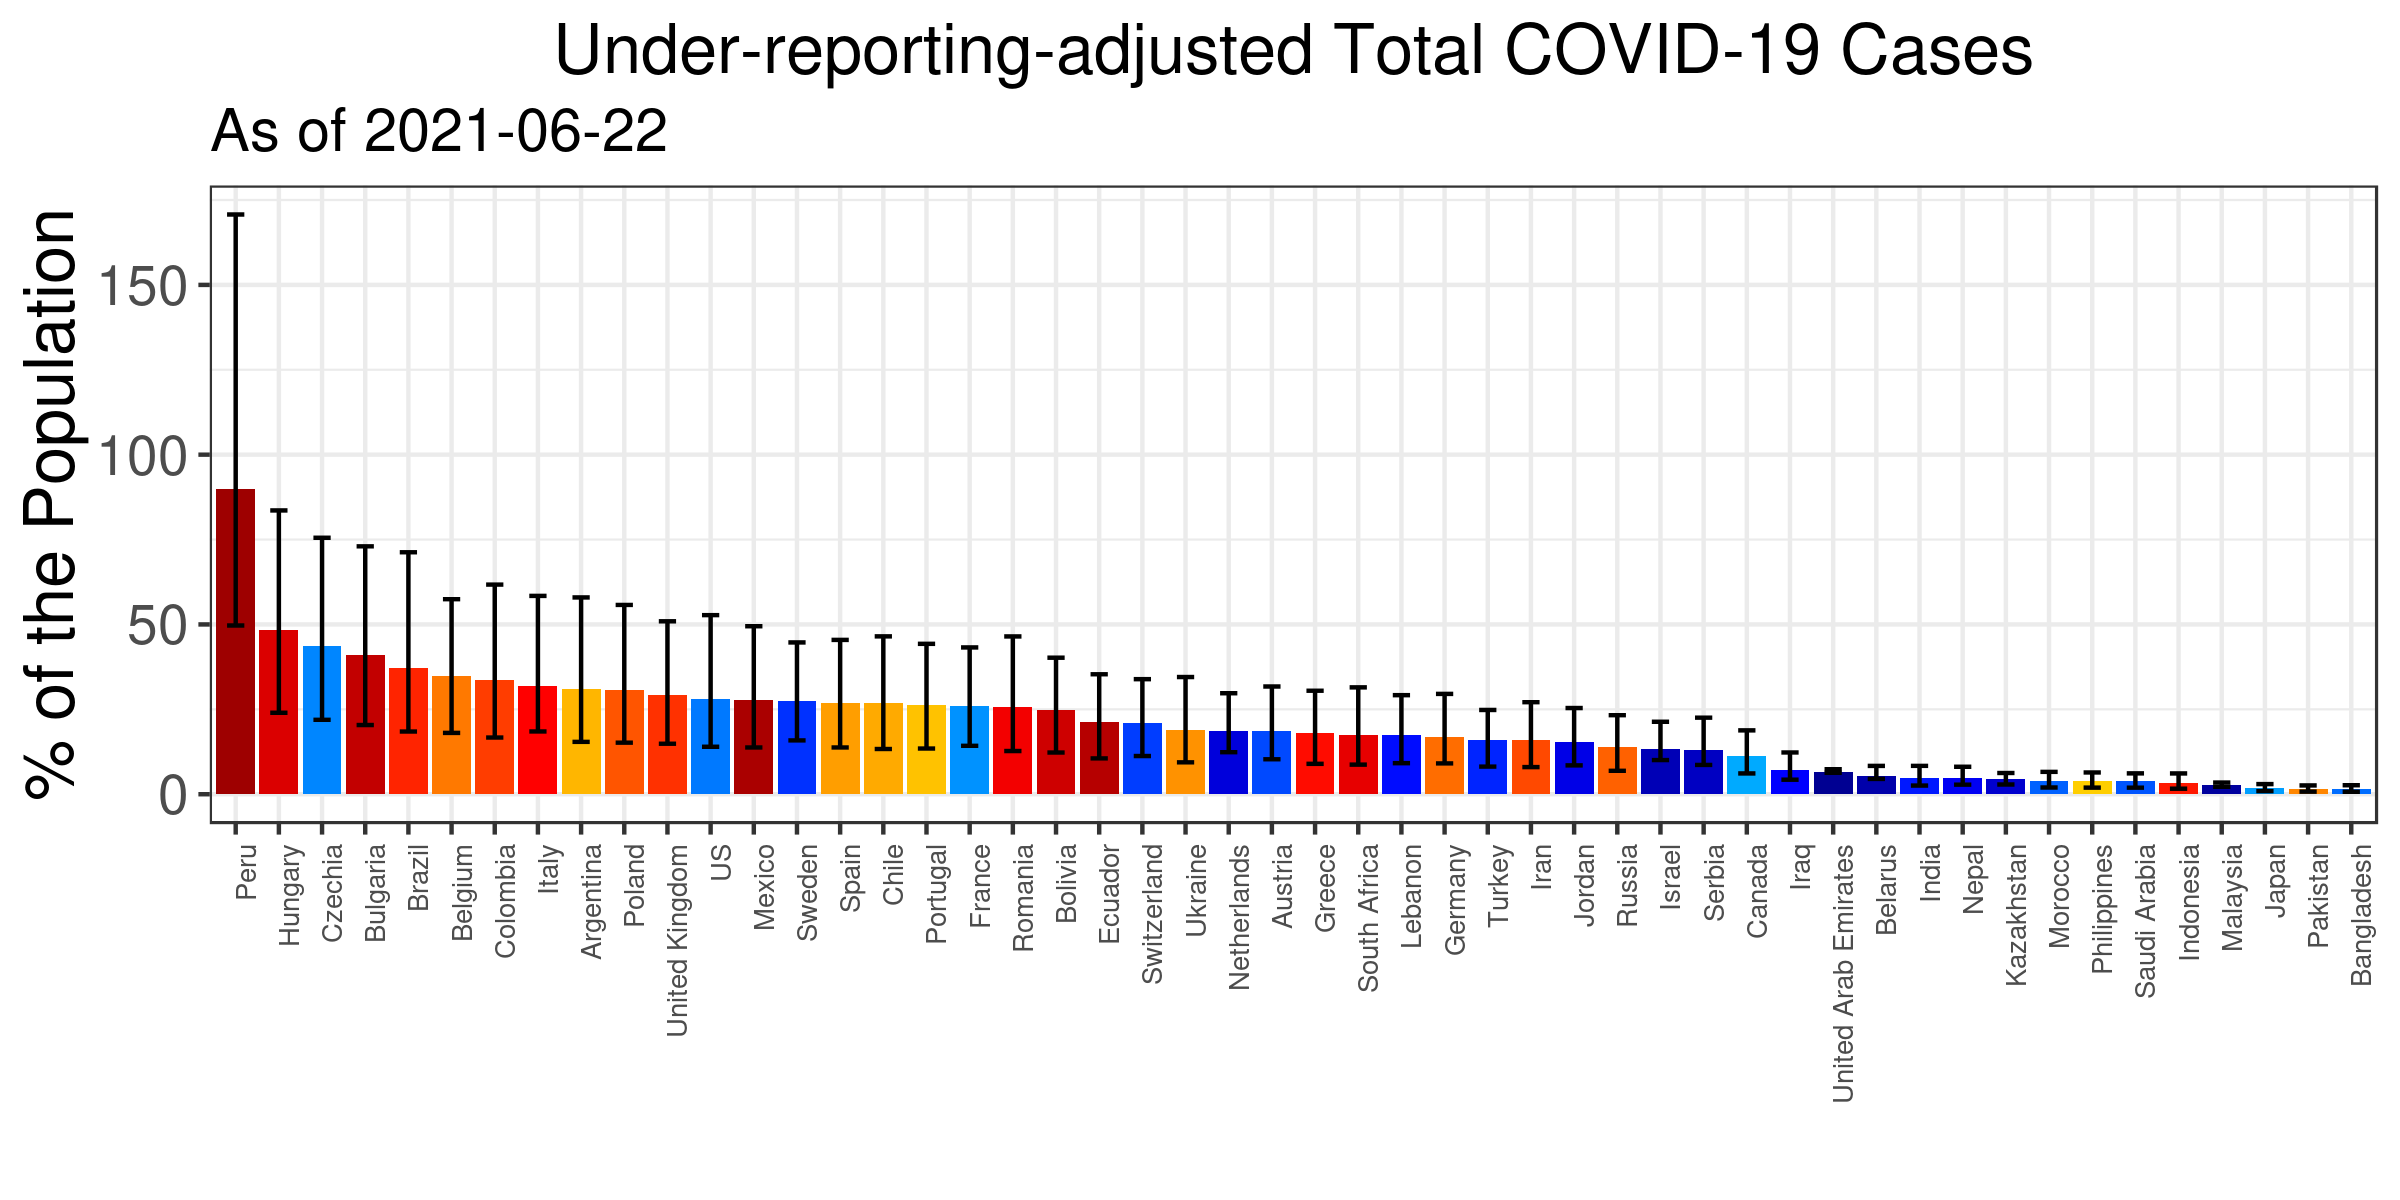 Under-reporting-adjusted Total COVID-19 Cases
As of 2021-06-22
% of the Population
150
100
50
0
Peru
Hungary
Czechia
Bulgaria
Brazil
Belgium
Colombia
Italy
Argentina
Poland
United Kingdom
US
Mexico
Sweden
Spain
Chile
Portugal
France
Romania
Bolivia
Ecuador
Switzerland
Ukraine
Netherlands
Austria
Greece
South Africa
Lebanon
Germany
Turkey
Iran
Jordan
Russia
Israel
Serbia
Canada
Iraq
United Arab Emirates
Belarus
India
Nepal
Kazakhstan
Morocco
Philippines
Saudi Arabia
Indonesia
Malaysia
Japan
Pakistan
Bangladesh